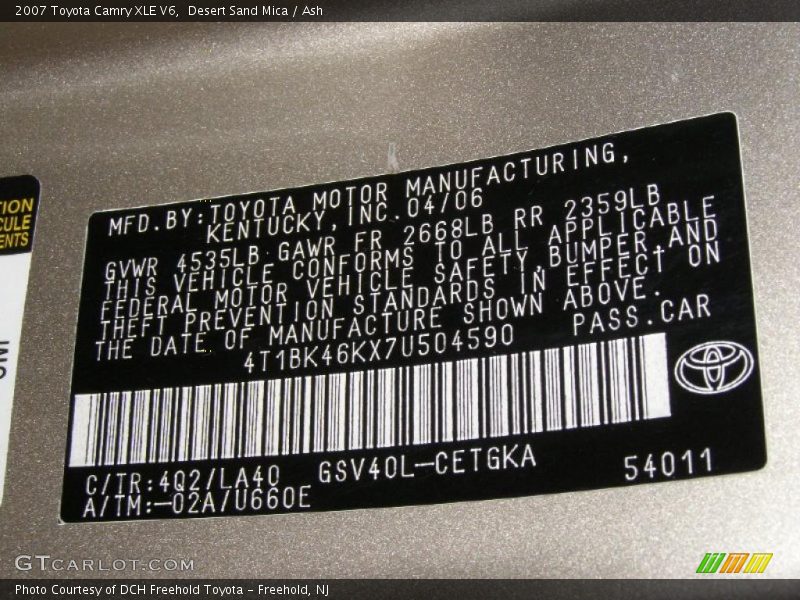 2007 Toyota Camry XLE V6, Desert Sand Mica / Ash
MFD.BY:TOYOTA MOTOR MANUFACTURING,
KENTUCKY,INC.04/06
GVWR 4535LB GAWR FR 2668LB RR 2359LB
THIS VEHICLE CONFORMS TO ALL APPLICABLE
FEDERAL MOTOR VEHICLE SAFETY,BUMPER,AND
THEFT PREVENTION STANDARDS IN EFFECT ON
THE DATE OF MANUFACTURE SHOWN ABOVE.
4T1BK46KX7U504590 PASS.CAR
C/TR:4Q2/LA40 GSV40L-CETGKA 54011
A/TM:-02A/U660E
GTCARLOT.COM
Photo Courtesy of DCH Freehold Toyota - Freehold, NJ